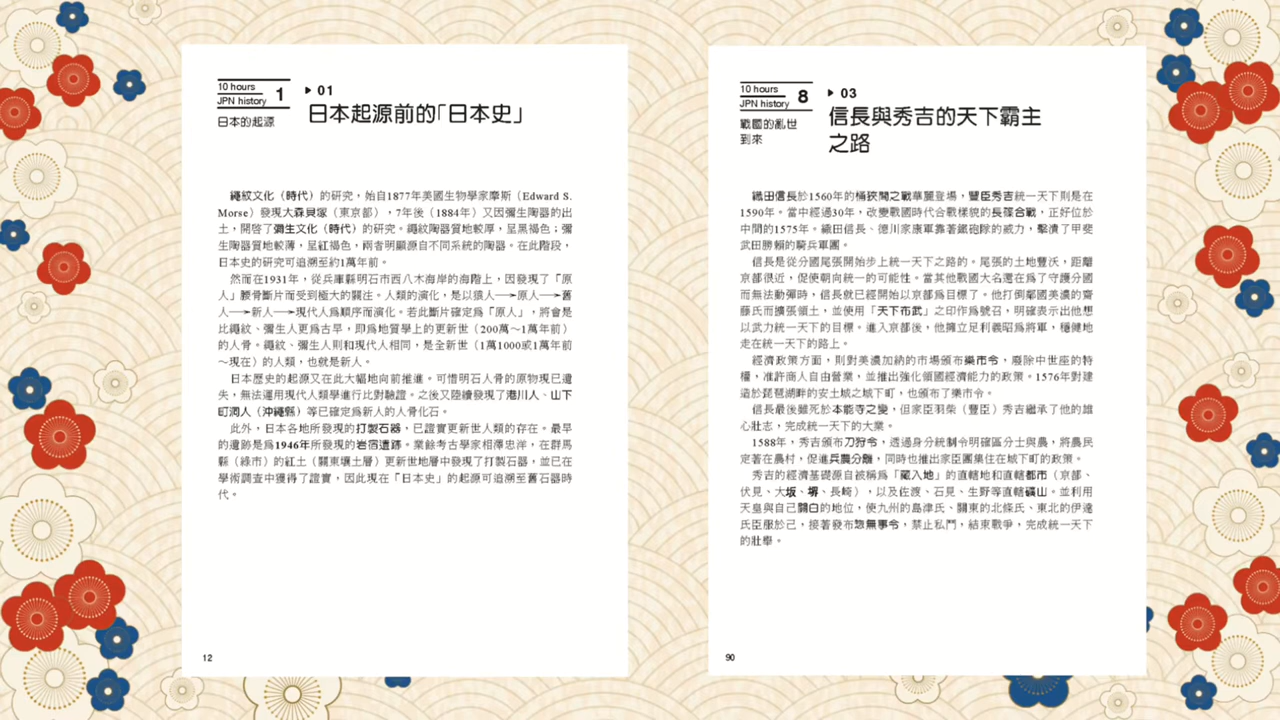 10 hours
JPN history
1
日本的起源
01
日本起源前的「日本史」
繩紋文化（時代）的研究，始自1877年美國生物學家摩斯（Edward S.
Morse）發現大森貝塚（東京都），7年後（1884年）又因彌生陶器的出
土，開啓了彌生文化（時代）的研究。繩紋陶器質地較厚，呈黑褐色；彌
生陶器質地較薄，呈紅褐色，兩者明顯源自不同系統的陶器。在此階段，
日本史的研究可追溯至約1萬年前。
然而在1931年，從兵庫縣明石市西八木海岸的海階上，因發現了「原
人」腰骨斷片而受到極大的關注。人類的演化，是以猿人─→原人─→舊
人─→新人─→現代人爲順序而演化。若此斷片確定爲「原人」，將會是
比繩紋、彌生人更爲古早，即爲地質學上的更新世（200萬～1萬年前）
的人骨。繩紋、彌生人則和現代人相同，是全新世（1萬1000或1萬年前
～現在）的人類，也就是新人。
日本歷史的起源又在此大幅地向前推進。可惜明石人骨的原物現已遺
失，無法運用現代人類學進行比對驗證。之後又陸續發現了港川人、山下
町洞人（沖繩縣）等已確定爲新人的人骨化石。
此外，日本各地所發現的打製石器，已證實更新世人類的存在。最早
的遺跡是爲1946年所發現的岩宿遺跡。業餘考古學家相澤忠洋，在群馬
縣（綠市）的紅土（關東壤土層）更新世地層中發現了打製石器，並已在
學術調查中獲得了證實，因此現在「日本史」的起源可追溯至舊石器時
代。
12
10 hours
JPN history
8
戰國的亂世
到來
03
信長與秀吉的天下霸主
之路
織田信長於1560年的桶狹間之戰華麗登場，豐臣秀吉統一天下則是在
1590年。當中經過30年，改變戰國時代合戰樣貌的長篠合戰，正好位於
中間的1575年。織田信長、德川家康軍靠著鐵砲隊的威力，擊潰了甲斐
武田勝賴的騎兵軍團。
信長是從分國尾張開始步上統一天下之路的。尾張的土地豐沃，距離
京都很近，促使朝向統一的可能性。當其他戰國大名還在爲了守護分國
而無法動彈時，信長就已經開始以京都爲目標了。他打倒鄰國美濃的齋
藤氏而擴張領土，並使用「天下布武」之印作爲號召，明確表示出他想
以武力統一天下的目標。進入京都後，他擁立足利義昭爲將軍，穩健地
走在統一天下的路上。
經濟政策方面，則對美濃加納的市場頒布樂市令，廢除中世座的特
權，准許商人自由營業，並推出強化領國經濟能力的政策。1576年對建
造於琵琶湖畔的安土城之城下町，也頒布了樂市令。
信長最後雖死於本能寺之變，但家臣羽柴（豐臣）秀吉繼承了他的雄
心壯志，完成統一天下的大業。
1588年，秀吉頒布刀狩令，透過身分統制令明確區分士與農，將農民
定著在農村，促進兵農分離，同時也推出家臣團集住在城下町的政策。
秀吉的經濟基礎源自被稱爲「藏入地」的直轄地和直轄都市（京都、
伏見、大坂、堺、長崎），以及佐渡、石見、生野等直轄礦山。並利用
天皇與自己關白的地位，使九州的島津氏、關東的北條氏、東北的伊達
氏臣服於己，接著發布惣無事令，禁止私鬥，結束戰爭，完成統一天下
的壯舉。
90